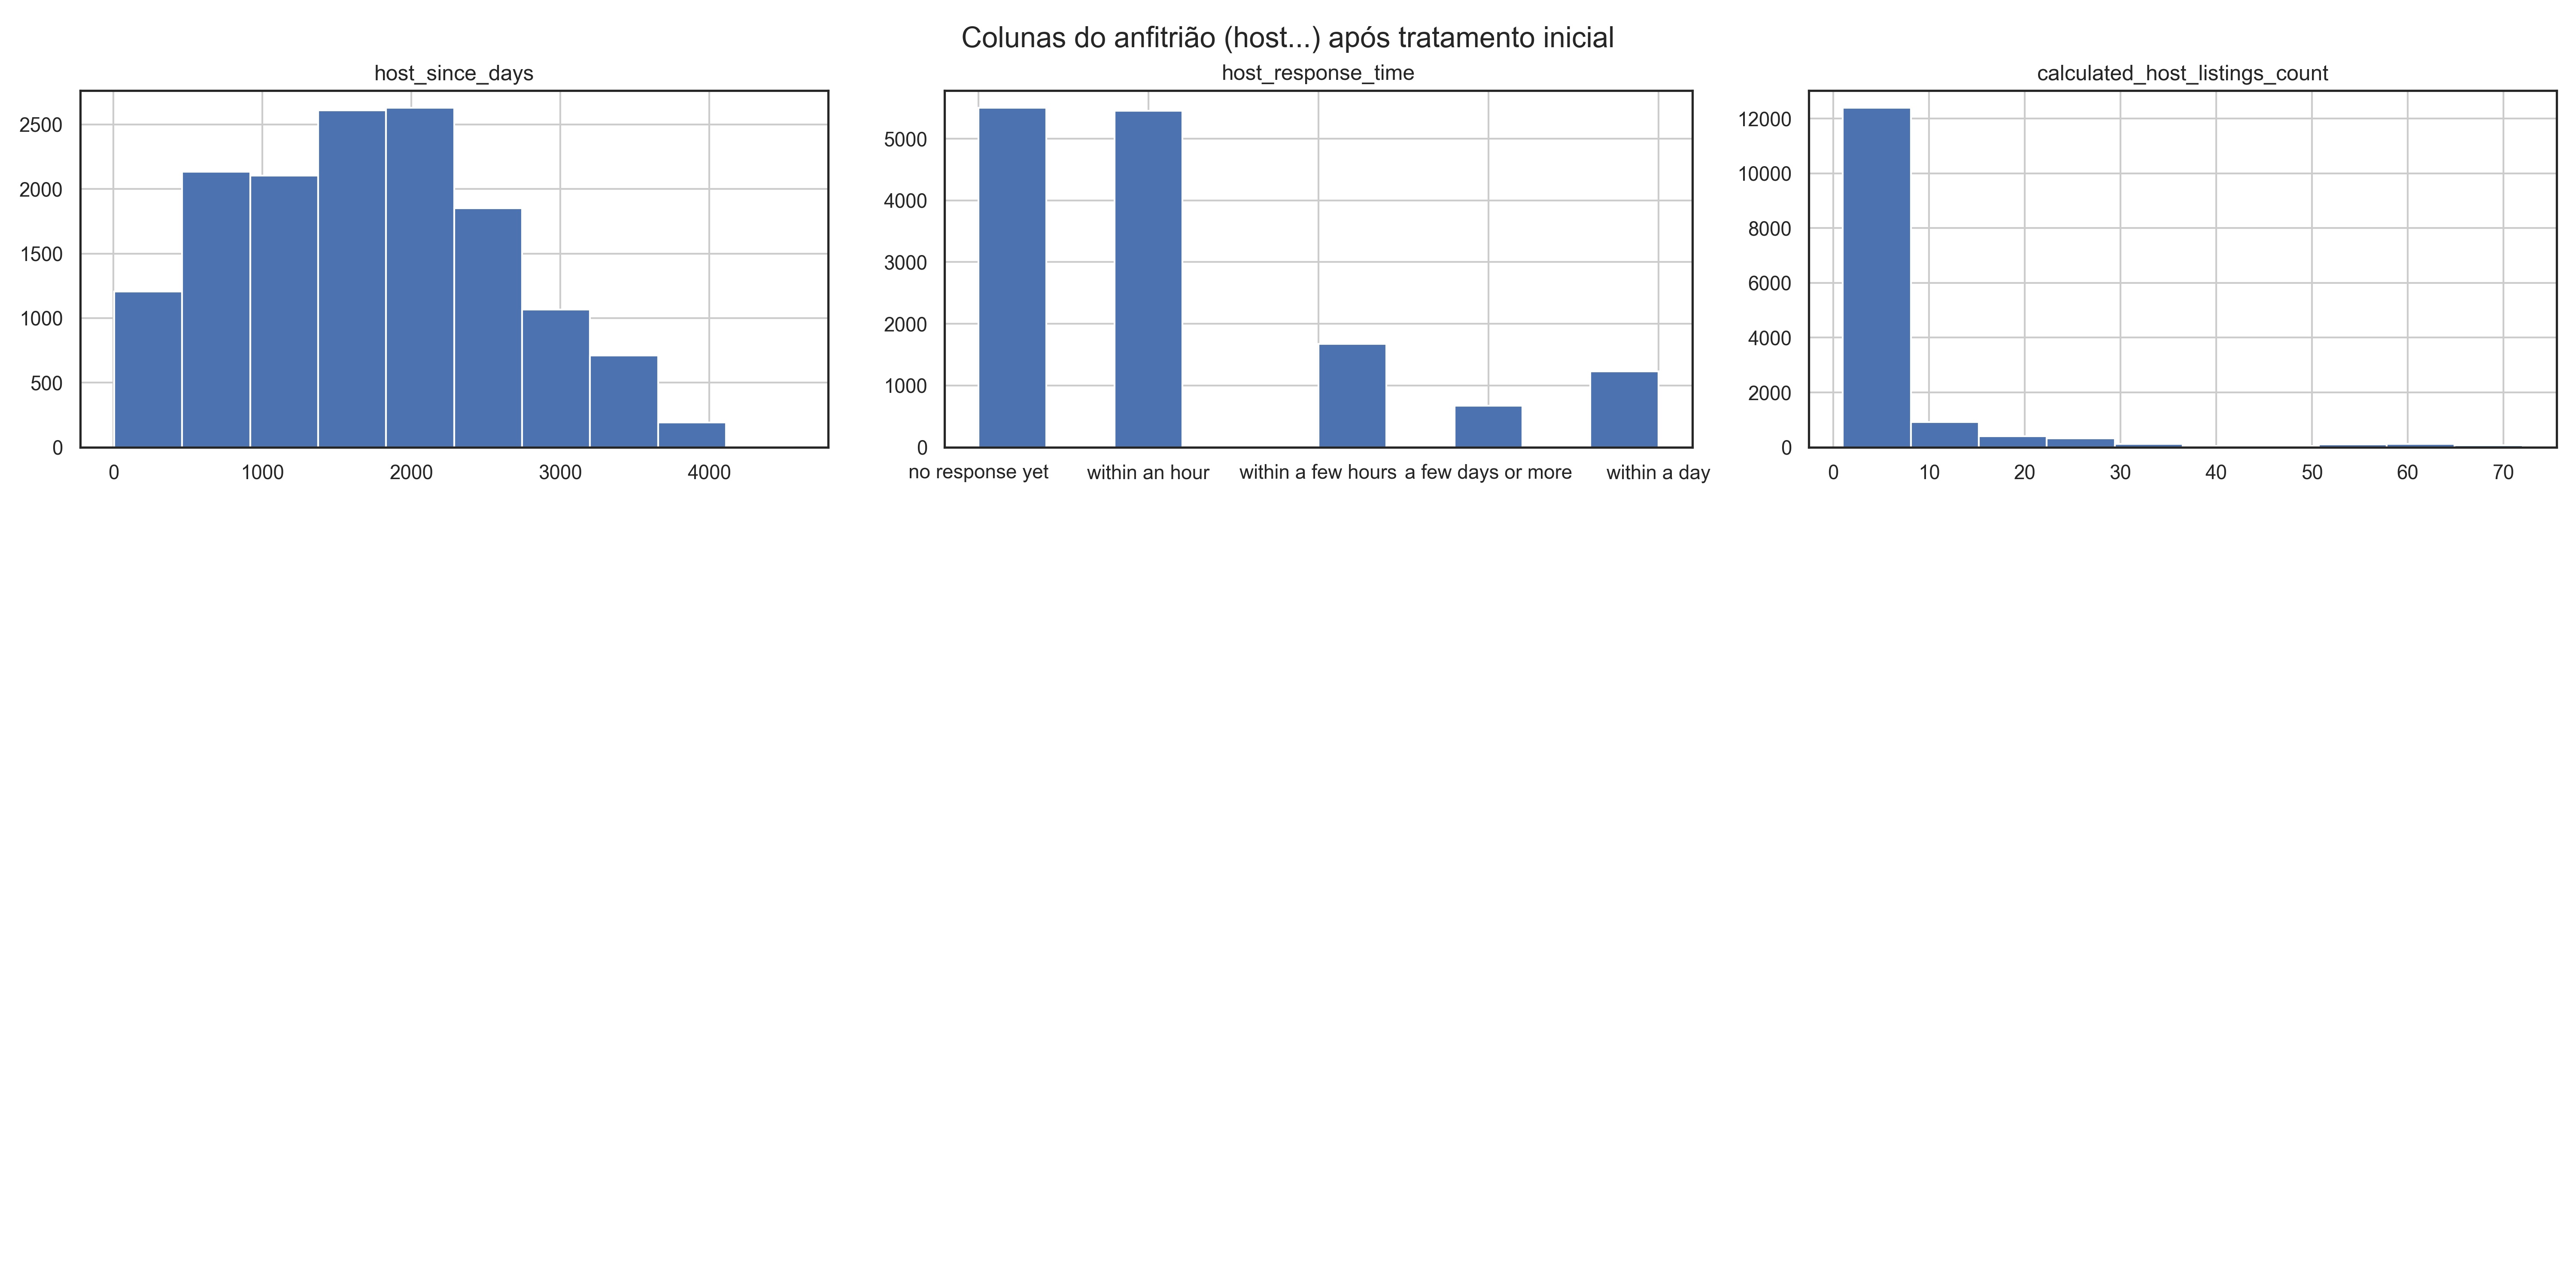 Colunas do anfitrião (host...) após tratamento inicial
host_since_days
2500
2000
1500
1000
500
0
0 1000 2000 3000 4000
host_response_time
5000
4000
3000
2000
1000
0
no response yet within an hour within a few hours a few days or more within a day
calculated_host_listings_count
12000
10000
8000
6000
4000
2000
0
0 10 20 30 40 50 60 70